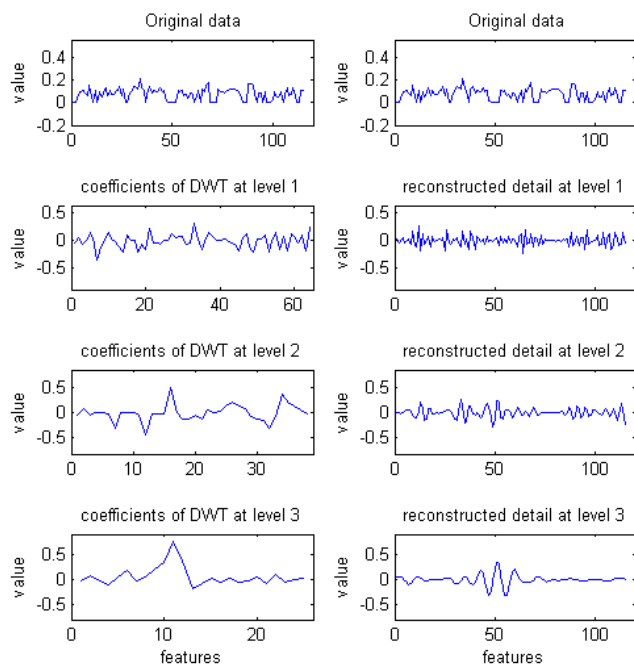 Original data
Original data
value
0.4
0.2
0
-0.2
0
50
100
value
0.4
0.2
0
-0.2
0
50
100
coefficients of DWT at level 1
reconstructed detail at level 1
value
0.5
0
-0.5
0
20
40
60
value
0.5
0
-0.5
0
50
100
coefficients of DWT at level 2
reconstructed detail at level 2
value
0.5
0
-0.5
0
10
20
30
value
0.5
0
-0.5
0
50
100
coefficients of DWT at level 3
reconstructed detail at level 3
value
0.5
0
-0.5
0
10
20
features
value
0.5
0
-0.5
0
50
100
features